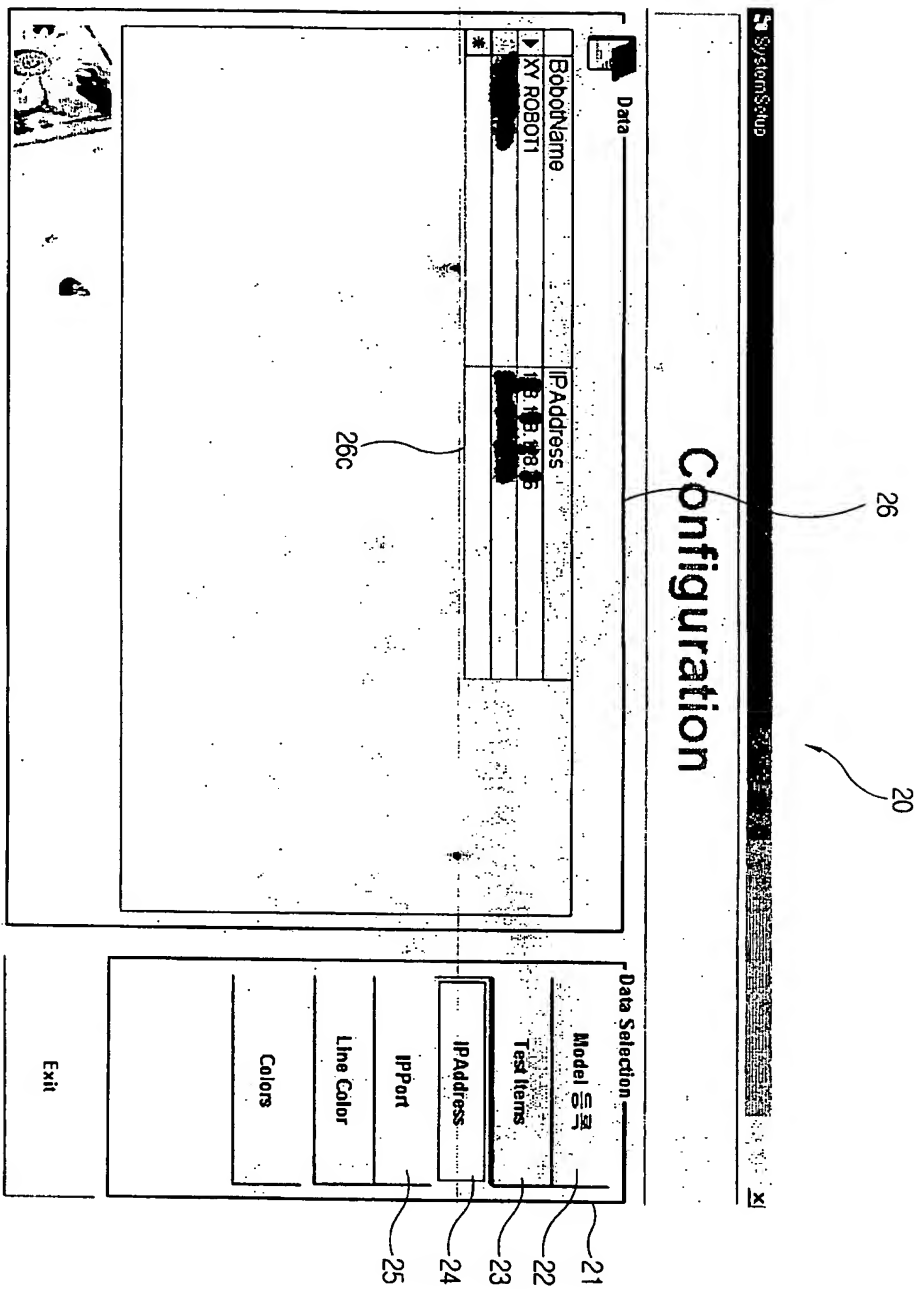 20
26
SystemSetup
X
Configuration
Data
BobotName
IPAddress
XY ROBOT1
*
26c
Data Selection
Model 등록
Test Items
IPAddress
IPPort
Line Color
Colors
Exit
21
22
23
24
25